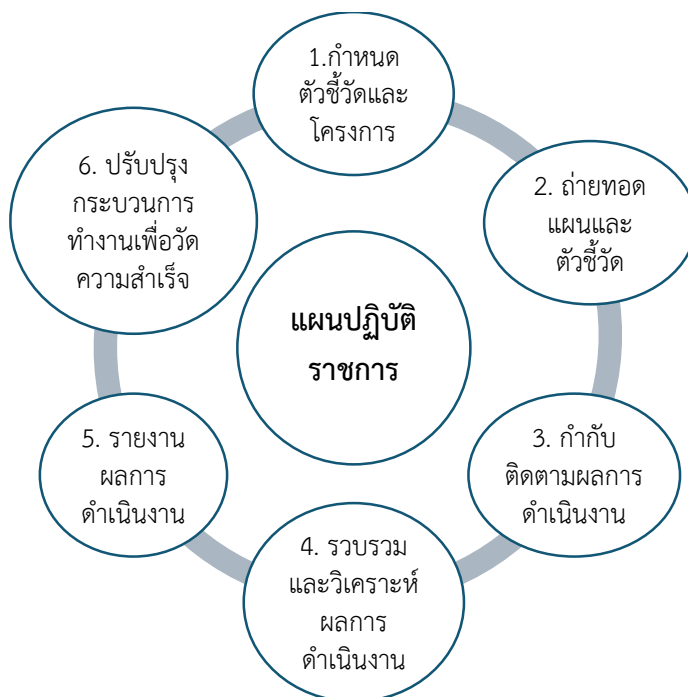 1.กำหนด
ตัวชี้วัดและ
โครงการ
2. ถ่ายทอด
แผนและ
ตัวชี้วัด
3. กำกับ
ติดตามผลการ
ดำเนินงาน
4. รวบรวม
และวิเคราะห์
ผลการ
ดำเนินงาน
5. รายงาน
ผลการ
ดำเนินงาน
6. ปรับปรุง
กระบวนการ
ทำงานเพื่อวัด
ความสำเร็จ
แผนปฏิบัติ
ราชการ